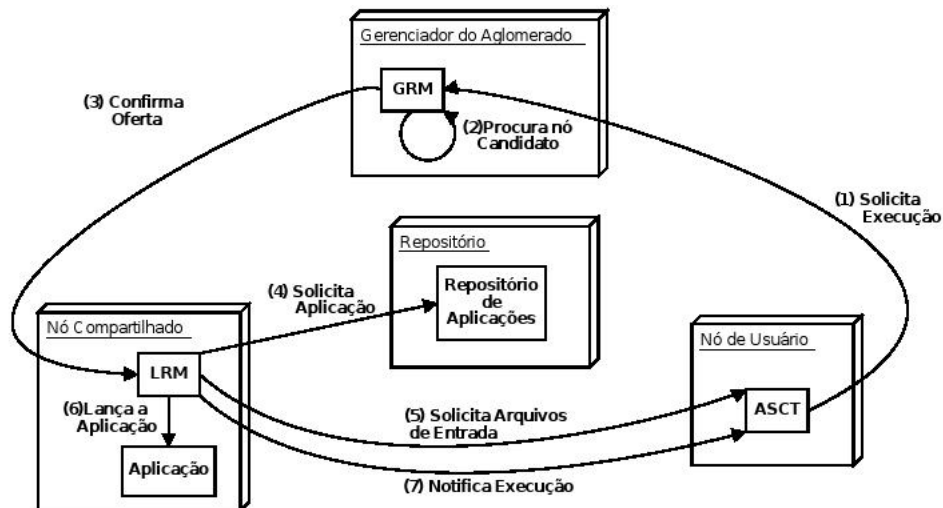 Gerenciador do Aglomerado
GRM
(3) Confirma
Oferta
(2)Procura nó
Candidato
(1) Solicita
Execução
Repositório
Repositório
de
Aplicações
(4) Solicita
Aplicação
Nó Compartilhado
LRM
Nó de Usuário
ASCT
(6)Lança a
Aplicação
(5) Solicita Arquivos
de Entrada
Aplicação
(7) Notifica Execução